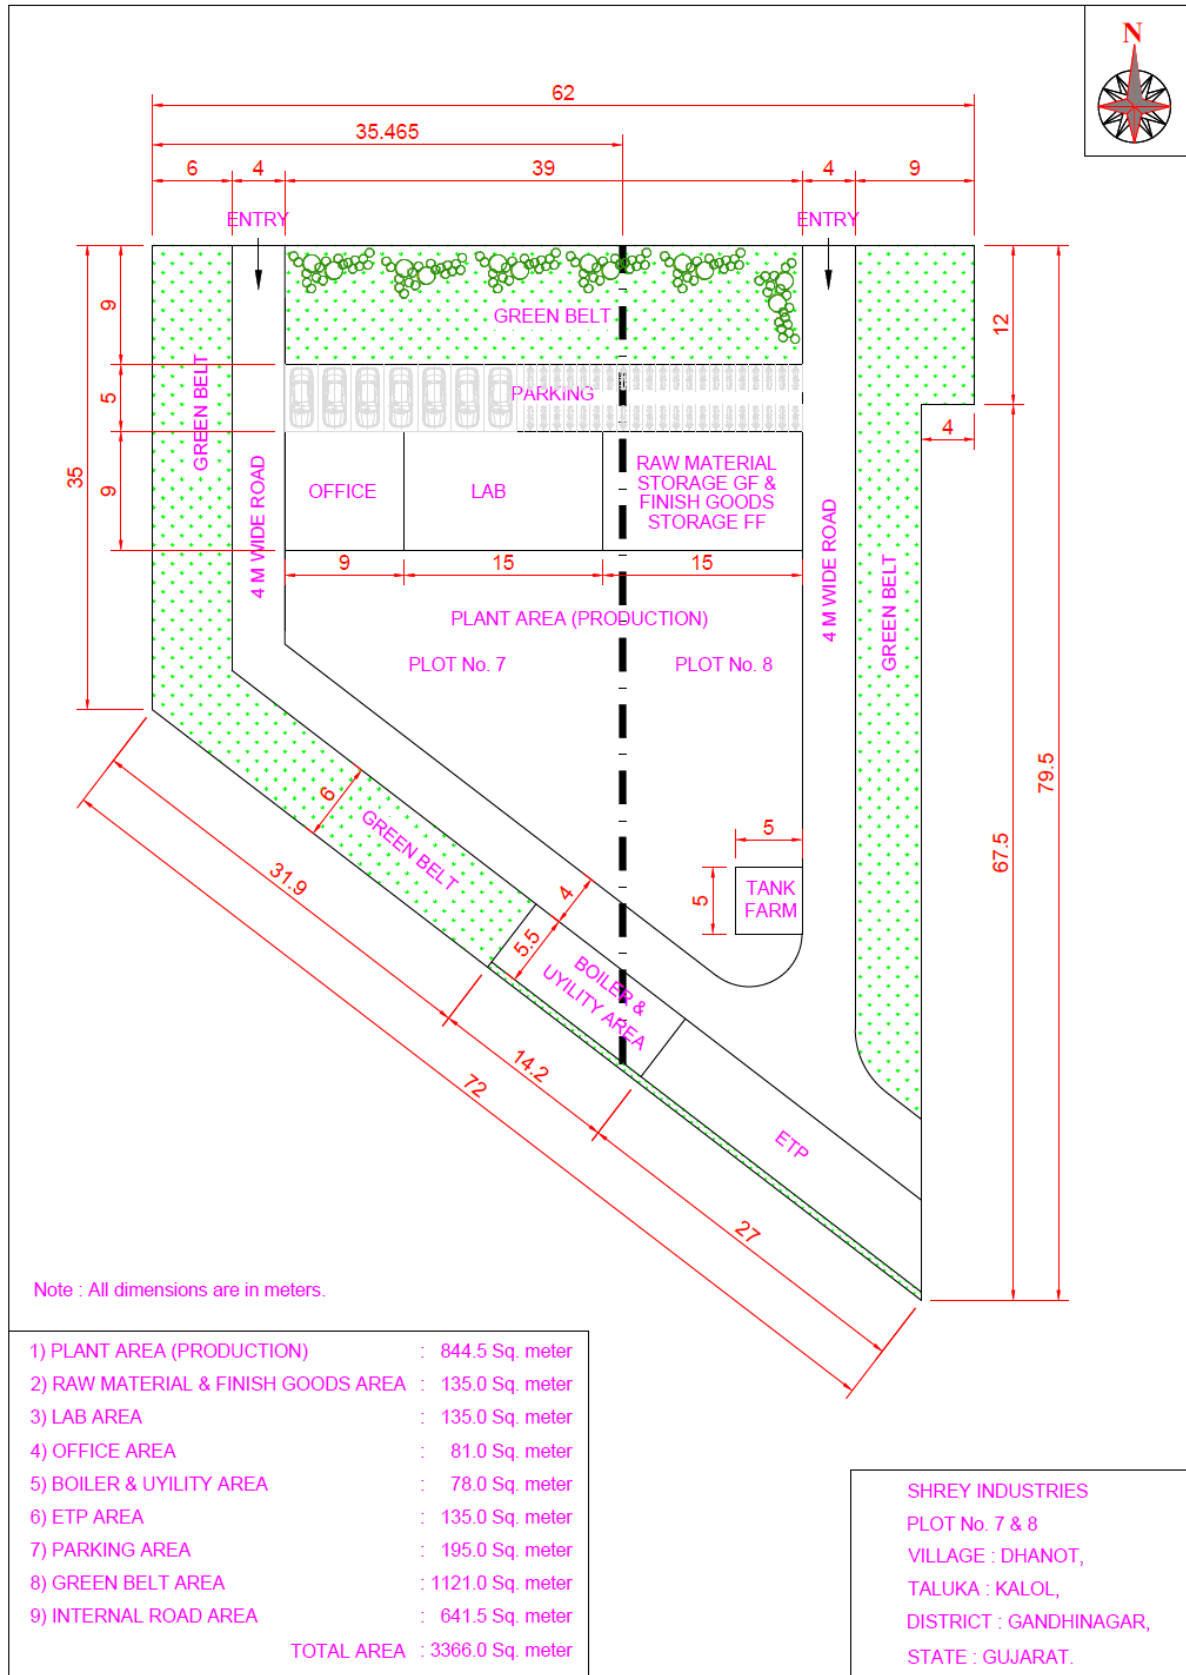 N
62
35.465
6 4 39 4 9
ENTRY ENTRY
9
12
GREEN BELT
5
PARKING
4
GREEN BELT
35
9
OFFICE
LAB
RAW MATERIAL
STORAGE GF &
FINISH GOODS
STORAGE FF
4 M WIDE ROAD
4 M WIDE ROAD
GREEN BELT
9 15 15
PLANT AREA (PRODUCTION)
PLOT No. 7 PLOT No. 8
79.5
67.5
6
GREEN BELT
31.9
5
5
TANK
FARM
4
5.5
BOILER &
UYILITY AREA
14.2
72
ETP
27
Note : All dimensions are in meters.
1) PLANT AREA (PRODUCTION) : 844.5 Sq. meter
2) RAW MATERIAL & FINISH GOODS AREA : 135.0 Sq. meter
3) LAB AREA : 135.0 Sq. meter
4) OFFICE AREA : 81.0 Sq. meter
5) BOILER & UYILITY AREA : 78.0 Sq. meter
6) ETP AREA : 135.0 Sq. meter
7) PARKING AREA : 195.0 Sq. meter
8) GREEN BELT AREA : 1121.0 Sq. meter
9) INTERNAL ROAD AREA : 641.5 Sq. meter
TOTAL AREA : 3366.0 Sq. meter
SHREY INDUSTRIES
PLOT No. 7 & 8
VILLAGE : DHANOT,
TALUKA : KALOL,
DISTRICT : GANDHINAGAR,
STATE : GUJARAT.